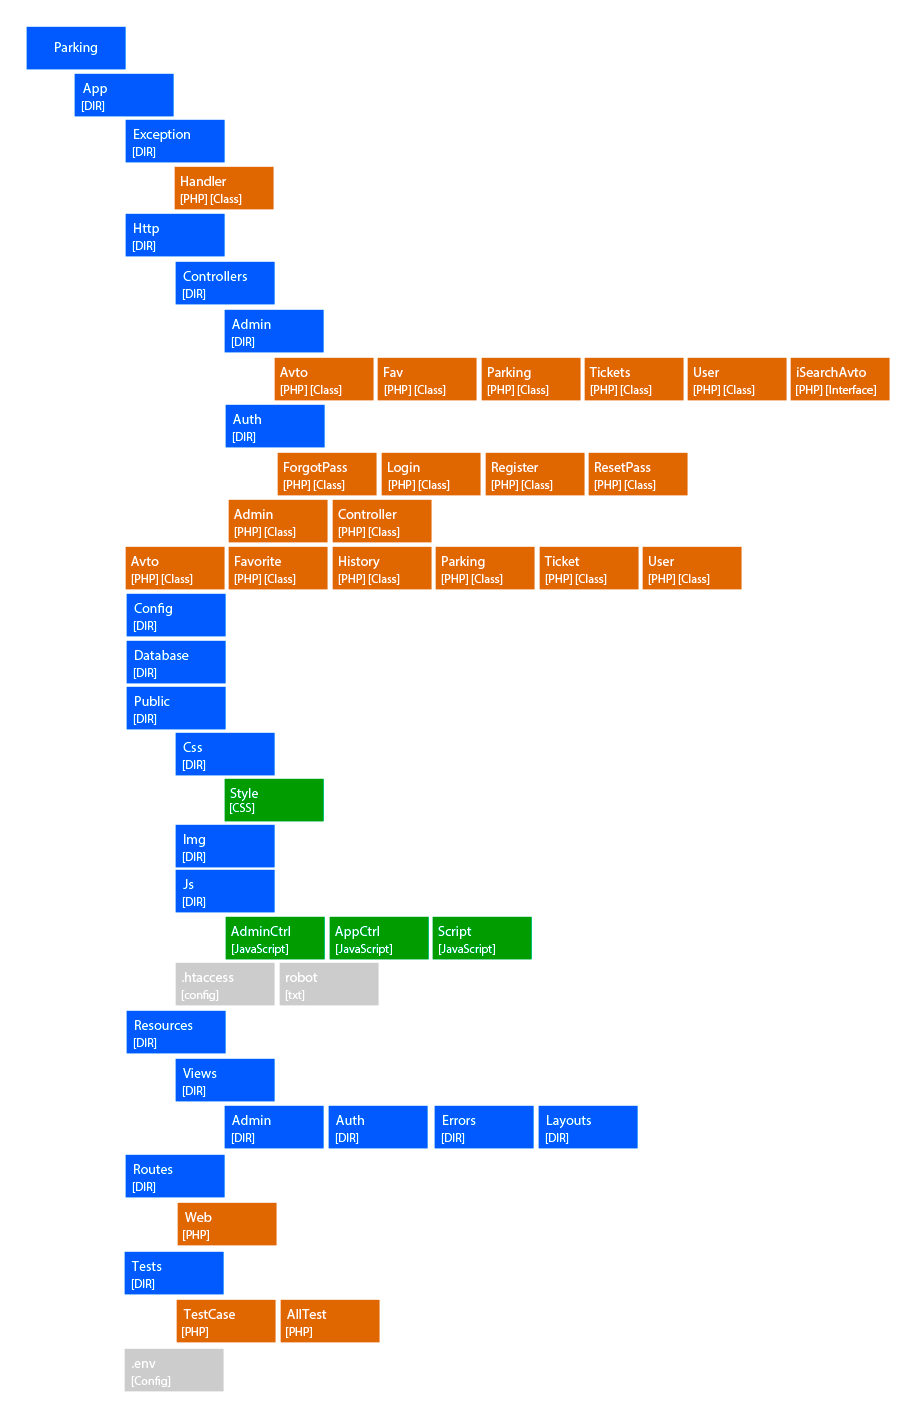 Parking
App
[DIR]
Exception
[DIR]
Handler
[PHP] [Class]
Http
[DIR]
Controllers
[DIR]
Admin
[DIR]
Avto Fav Parking Tickets User iSearchAvto
[PHP] [Class] [PHP] [Class] [PHP] [Class] [PHP] [Class] [PHP] [Class] [PHP] [Interface]
Auth
[DIR]
ForgotPass Login Register ResetPass
[PHP] [Class] [PHP] [Class] [PHP] [Class] [PHP] [Class]
Admin Controller
[PHP] [Class] [PHP] [Class]
Avto Favorite History Parking Ticket User
[PHP] [Class] [PHP] [Class] [PHP] [Class] [PHP] [Class] [PHP] [Class] [PHP] [Class]
Config
[DIR]
Database
[DIR]
Public
[DIR]
Css
[DIR]
Style
[CSS]
Img
[DIR]
Js
[DIR]
AdminCtrl AppCtrl Script
[JavaScript] [JavaScript] [JavaScript]
.htaccess robot
[config] [txt]
Resources
[DIR]
Views
[DIR]
Admin Auth Errors Layouts
[DIR] [DIR] [DIR] [DIR]
Routes
[DIR]
Web
[PHP]
Tests
[DIR]
TestCase AllTest
[PHP] [PHP]
.env
[Config]